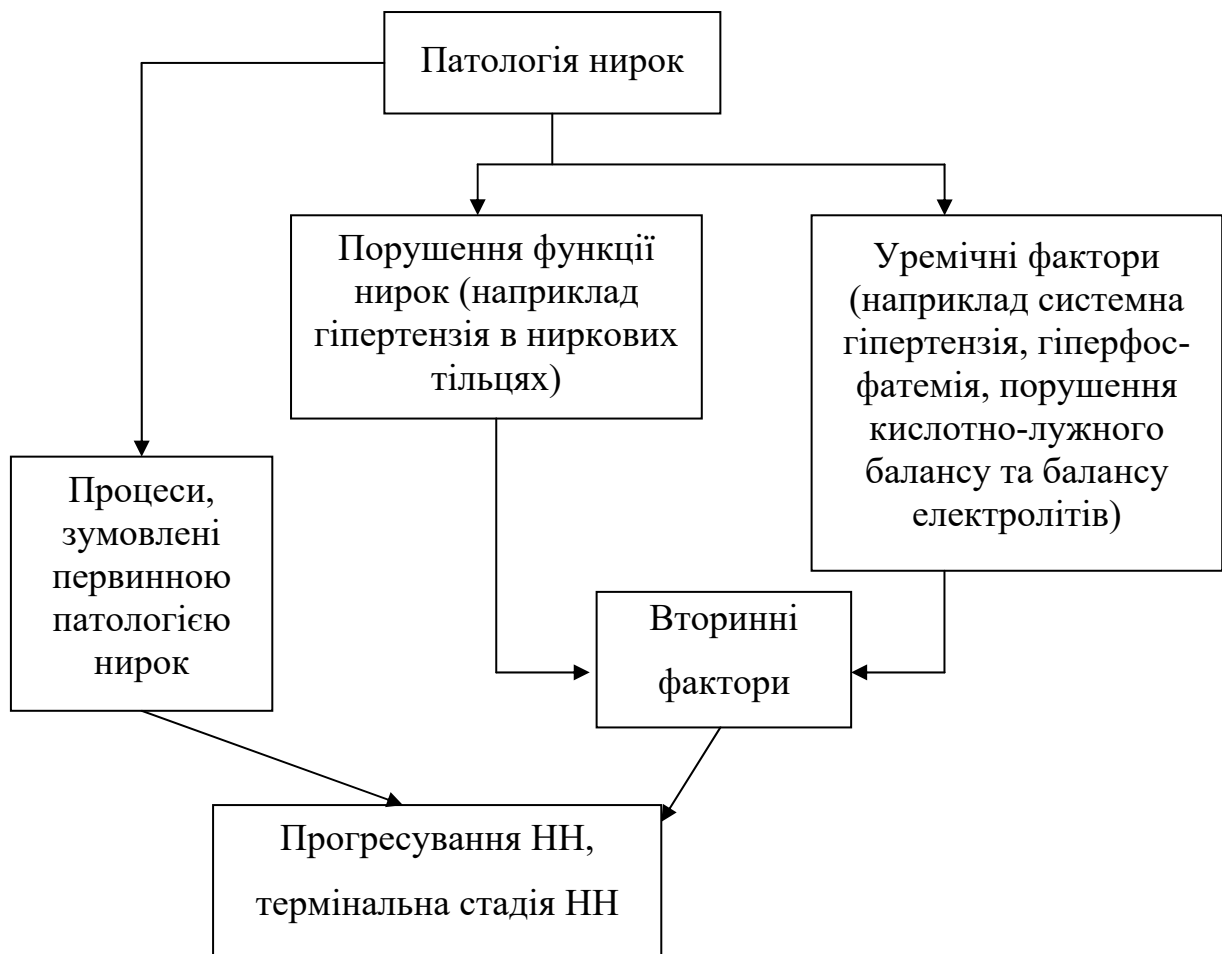 Патологія нирок
Порушення функції
нирок (наприклад
гіпертензія в ниркових
тільцях)
Уремічні фактори
(наприклад системна
гіпертензія, гіперфос-
фатемія, порушення
кислотно-лужного
балансу та балансу
електролітів)
Процеси,
зумовлені
первинною
патологією
нирок
Вторинні
фактори
Прогресування НН,
термінальна стадія НН